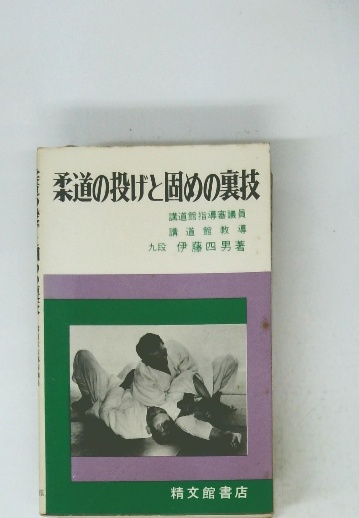 柔道の投げと固めの裏技
講道館指導審議員
講道館教導
九段 伊藤四男著
精文館書店